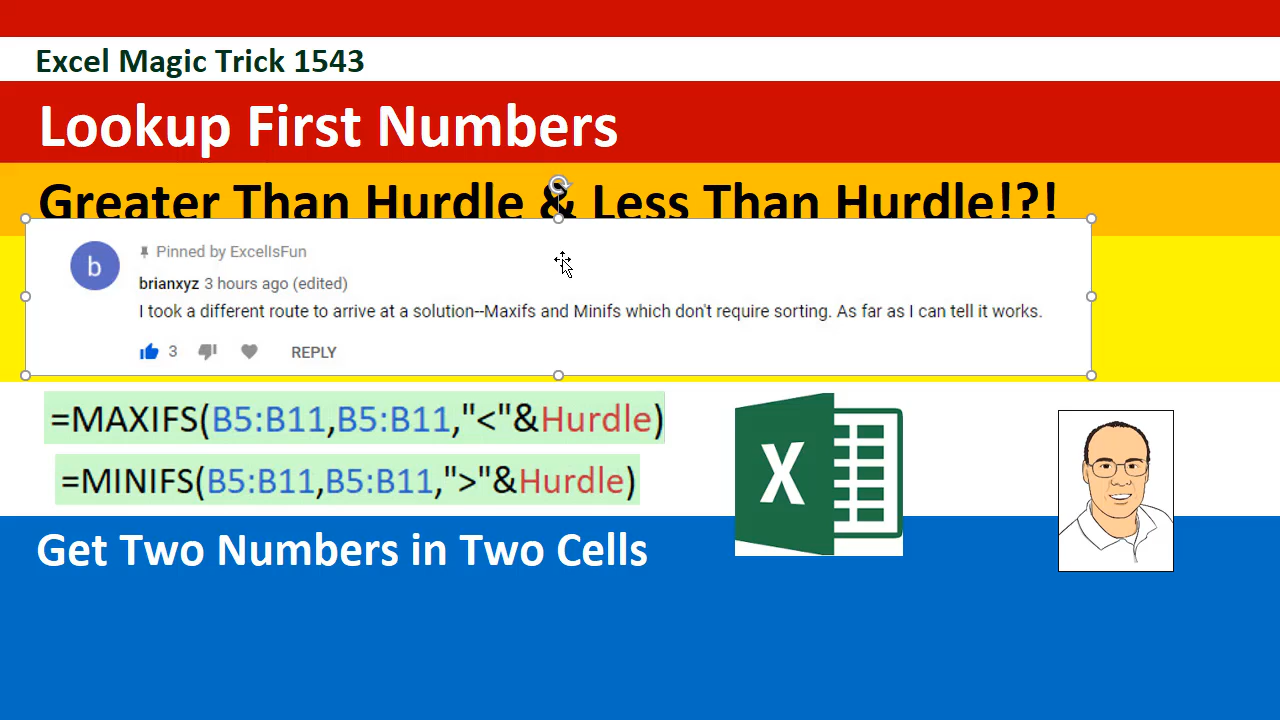 Excel Magic Trick 1543
Lookup First Numbers
Greater Than Hurdle & Less Than Hurdle!?!
b
Pinned by ExcelIsFun
brianxyz 3 hours ago (edited)
I took a different route to arrive at a solution--Maxifs and Minifs which don't require sorting. As far as I can tell it works.
3
REPLY
=MAXIFS(B5:B11,B5:B11,"<"&Hurdle)
=MINIFS(B5:B11,B5:B11,">"&Hurdle)
X
Get Two Numbers in Two Cells